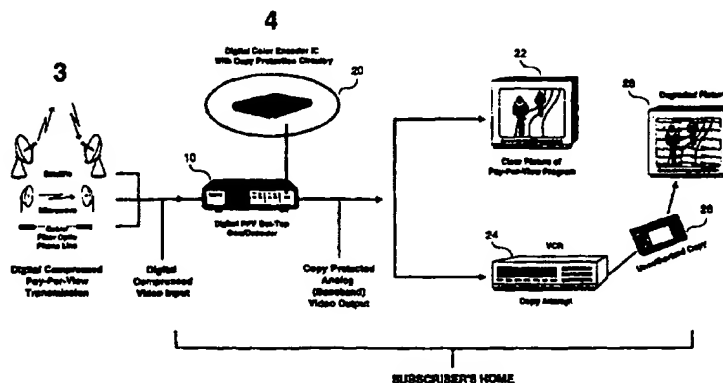 4
Digital Color Encoder IC
With Copy Protection Circuitry
20
3
22
28
Degraded Picture
10
Satellite
Microwave
Fiber Optic
Phone Line
Digital PPV Set-Top
Box/Decoder
Clear Picture of
Pay-Per-View Program
24
VCR
26
Unauthorized Copy
Copy Attempt
Digital Compressed
Pay-Per-View
Transmission
Digital
Compressed
Video Input
Copy Protected
Analog
(Baseband)
Video Output
SUBSCRIBER'S HOME